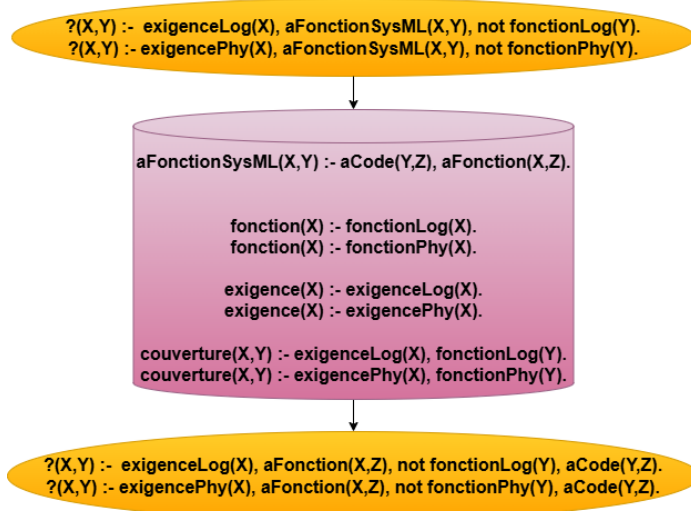 ?(X,Y) :- exigenceLog(X), aFonctionSysML(X,Y), not fonctionLog(Y).
?(X,Y) :- exigencePhy(X), aFonctionSysML(X,Y), not fonctionPhy(Y).
aFonctionSysML(X,Y) :- aCode(Y,Z), aFonction(X,Z).
fonction(X) :- fonctionLog(X).
fonction(X) :- fonctionPhy(X).
exigence(X) :- exigenceLog(X).
exigence(X) :- exigencePhy(X).
couverture(X,Y) :- exigenceLog(X), fonctionLog(Y).
couverture(X,Y) :- exigencePhy(X), fonctionPhy(Y).
?(X,Y) :- exigenceLog(X), aFonction(X,Z), not fonctionLog(Y), aCode(Y,Z).
?(X,Y) :- exigencePhy(X), aFonction(X,Z), not fonctionPhy(Y), aCode(Y,Z).